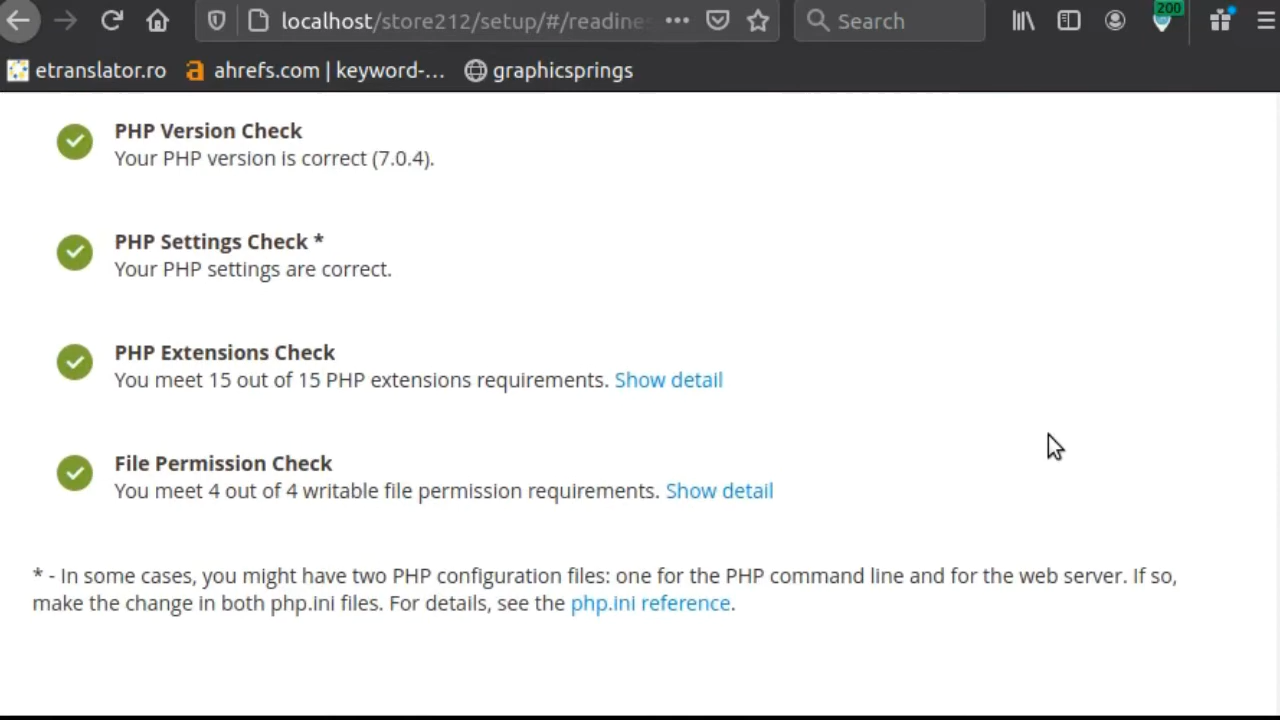 localhost/store212/setup/#/readine
Search
200
etranslator.ro
ahrefs.com | keyword-...
graphicsprings
PHP Version Check
Your PHP version is correct (7.0.4).
PHP Settings Check *
Your PHP settings are correct.
PHP Extensions Check
You meet 15 out of 15 PHP extensions requirements. Show detail
File Permission Check
You meet 4 out of 4 writable file permission requirements. Show detail
* - In some cases, you might have two PHP configuration files: one for the PHP command line and for the web server. If so,
make the change in both php.ini files. For details, see the php.ini reference.